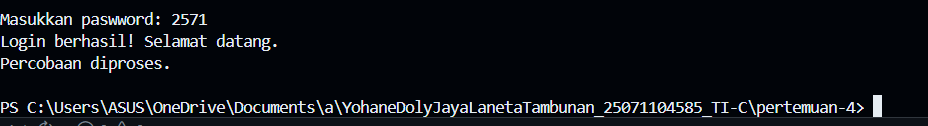 Masukkan paswword: 2571
Login berhasil! Selamat datang.
Percobaan diproses.
PS C:\Users\ASUS\OneDrive\Documents\a\YohaneDolyJayaLanetaTambunan_25071104585_TI-C\pertemuan-4>